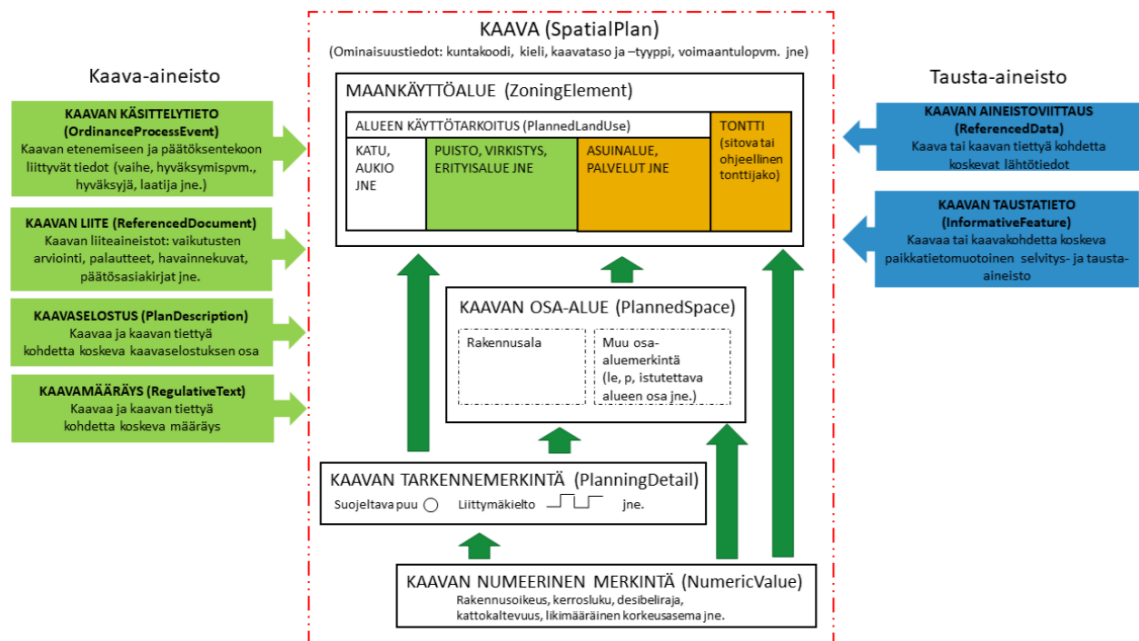 KAAVA (SpatialPlan)
(Ominaisuustiedot: kuntakoodi, kieli, kaavataso ja –tyyppi, voimaantulopvm. jne)
Kaava-aineisto
KAAVAN KÄSITTELYTIETO
(OrdinanceProcessEvent)
Kaavan etenemiseen ja päätöksentekoon
liittyvät tiedot (vaihe, hyväksymispvm.,
hyväksyjä, laatija jne.)
KAAVAN LIITE (ReferencedDocument)
Kaavan liiteaineistot: vaikutusten
arviointi, palautteet, havainnekuvat,
päätösasiakirjat jne.
KAAVASELOSTUS (PlanDescription)
Kaavaa ja kaavan tiettyä
kohdetta koskeva kaavaselostuksen osa
KAAVAMÄÄRÄYS (RegulativeText)
Kaavaa ja kaavan tiettyä
kohdetta koskeva määräys
MAANKÄYTTÖALUE (ZoningElement)
ALUEEN KÄYTTÖTARKOITUS (PlannedLandUse)
KATU,
AUKIO
JNE
PUISTO, VIRKISTYS,
ERITYISALUE JNE
ASUINALUE,
PALVELUT JNE
TONTTI
(sitova tai
ohjeellinen
tonttijako)
KAAVAN OSA-ALUE (PlannedSpace)
Rakennusala
Muu osa-
aluemerkintä
(le, p, istutettava
alueen osa jne.)
KAAVAN TARKENNEMERKINTÄ (PlanningDetail)
Suojeltava puu
Liittymäkielto
jne.
KAAVAN NUMEERINEN MERKINTÄ (NumericValue)
Rakennusoikeus, kerrosluku, desibeliraja,
kattokaltevuus, likimääräinen korkeusasema jne.
Tausta-aineisto
KAAVAN AINEISTOVIITTAUS
(ReferencedData)
Kaava tai kaavan tiettyä kohdetta
koskevat lähtötiedot
KAAVAN TAUSTATIETO
(InformativeFeature)
Kaavaa tai kaavakohdetta koskeva
paikkatietomuotoinen selvitys- ja tausta-
aineisto